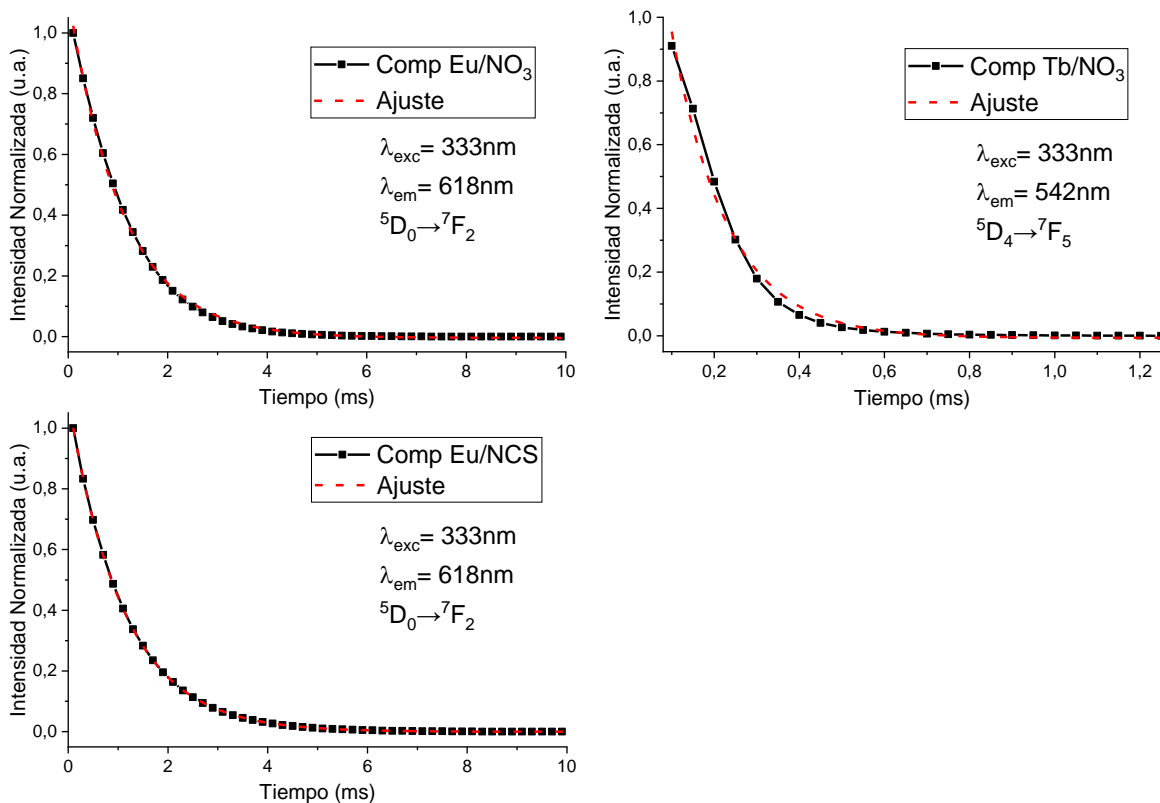 1,0
0,8
0,6
0,4
0,2
0,0
Intensidad Normalizada (u.a.)
Comp Eu/NO₃
Ajuste
λexc= 333nm
λem= 618nm
⁵D₀→⁷F₂
0 2 4 6 8 10
Tiempo (ms)
1,0
0,8
0,6
0,4
0,2
0,0
Intensidad Normalizada (u.a.)
Comp Tb/NO₃
Ajuste
λexc= 333nm
λem= 542nm
⁵D₄→⁷F₅
0,2 0,4 0,6 0,8 1,0 1,2
Tiempo (ms)
1,0
0,8
0,6
0,4
0,2
0,0
Intensidad Normalizada (u.a.)
Comp Eu/NCS
Ajuste
λexc= 333nm
λem= 618nm
⁵D₀→⁷F₂
0 2 4 6 8 10
Tiempo (ms)